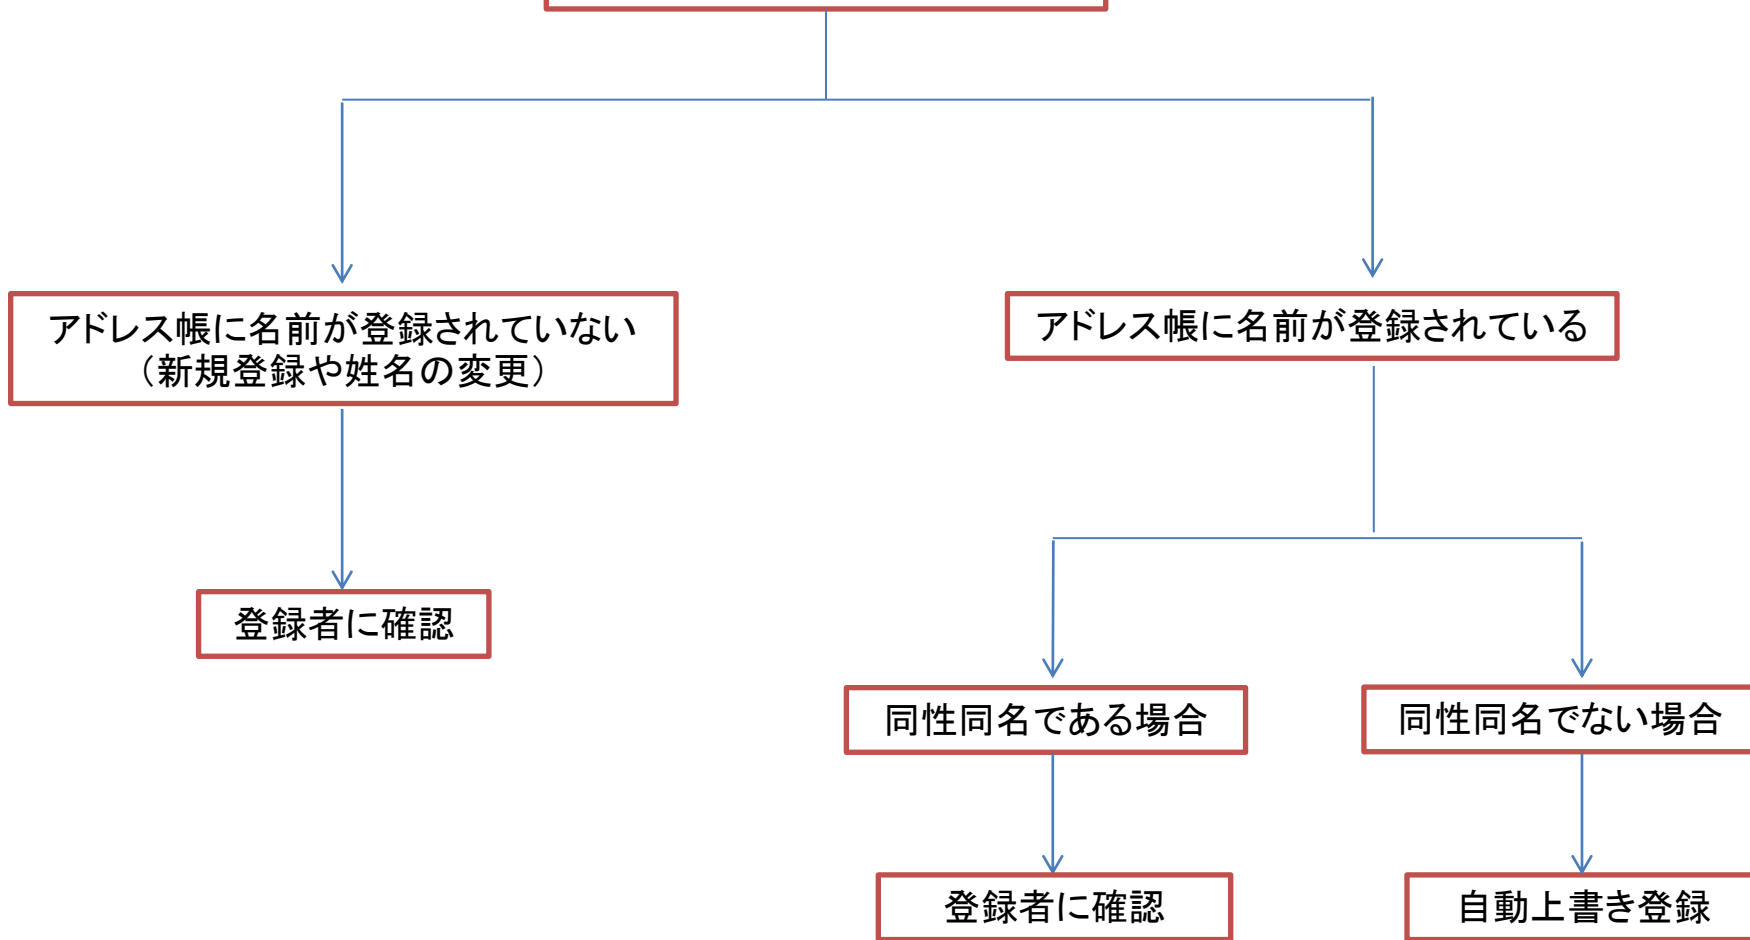 アドレス帳に名前が登録されていない
（新規登録や姓名の変更）
アドレス帳に名前が登録されている
登録者に確認
同性同名である場合
同性同名でない場合
登録者に確認
自動上書き登録